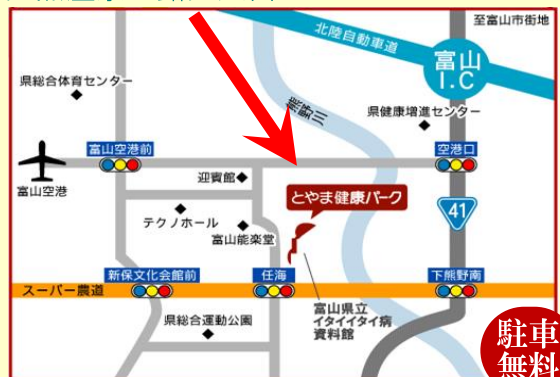 至富山市街地
北陸自動車道
富山
I.C
県総合体育センター
熊野川
県健康増進センター
富山空港前
空港口
富山空港
迎賓館
とやま健康パーク
テクノホール
41
富山能楽堂
新保文化会館前
任海
下熊野南
スーパー農道
富山県立
イタイイタイ病
資料館
県総合運動公園
駐車
無料